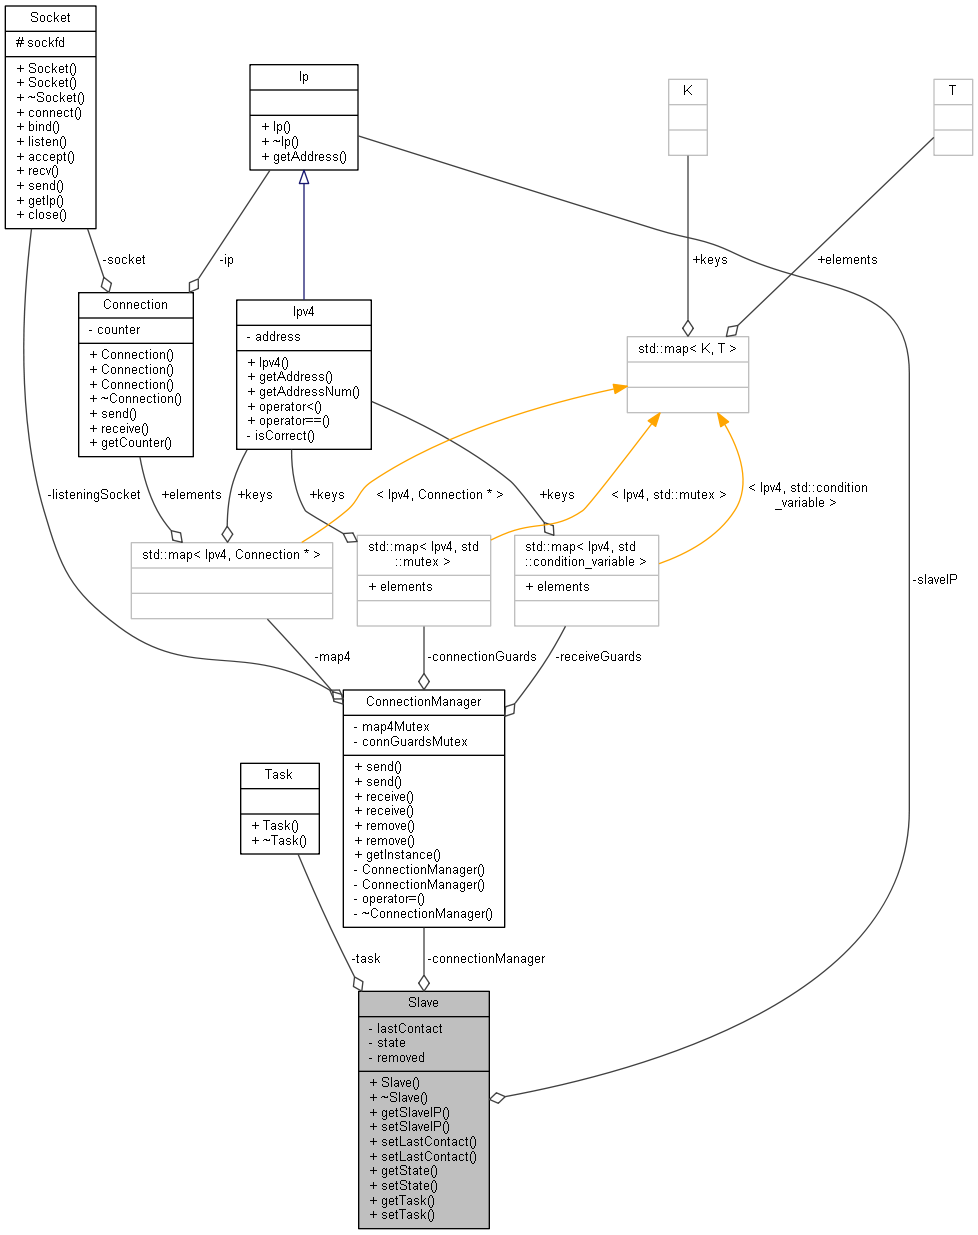 Socket
# sockfd
+ Socket()
+ Socket()
+ ~Socket()
+ connect()
+ bind()
+ listen()
+ accept()
+ recv()
+ send()
+ getIp()
+ close()
Ip
+ Ip()
+ ~Ip()
+ getAddress()
K
T
-socket
-ip
+keys
+elements
Connection
- counter
+ Connection()
+ Connection()
+ Connection()
+ ~Connection()
+ send()
+ receive()
+ getCounter()
Ipv4
- address
+ Ipv4()
+ getAddress()
+ getAddressNum()
+ operator<()
+ operator==()
- isCorrect()
std::map< K, T >
-listeningSocket
+elements
+keys
+keys
< Ipv4, Connection * >
+keys
< Ipv4, std::mutex >
< Ipv4, std::condition
_variable >
std::map< Ipv4, Connection * >
std::map< Ipv4, std
::mutex >
+ elements
std::map< Ipv4, std
::condition_variable >
+ elements
-slaveIP
-map4
-connectionGuards
-receiveGuards
ConnectionManager
- map4Mutex
- connGuardsMutex
+ send()
+ send()
+ receive()
+ receive()
+ remove()
+ remove()
+ getInstance()
- ConnectionManager()
- ConnectionManager()
- operator=()
- ~ConnectionManager()
Task
+ Task()
+ ~Task()
-task
-connectionManager
Slave
- lastContact
- state
- removed
+ Slave()
+ ~Slave()
+ getSlaveIP()
+ setSlaveIP()
+ setLastContact()
+ setLastContact()
+ getState()
+ setState()
+ getTask()
+ setTask()